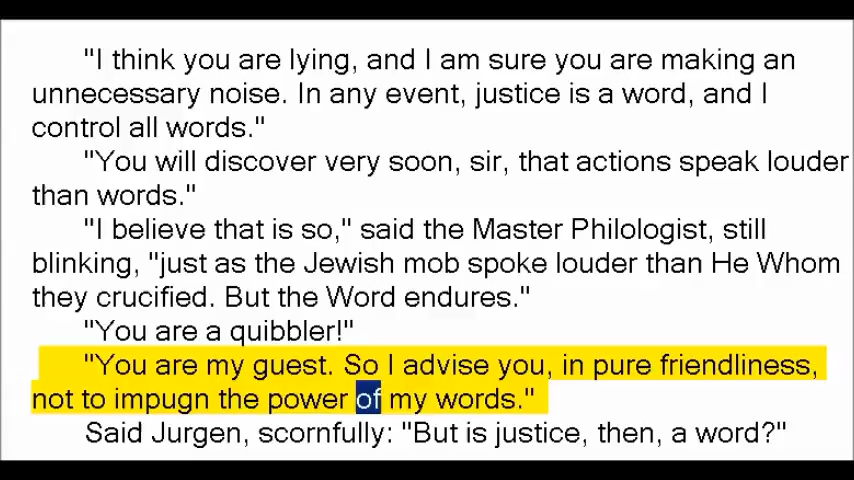 "I think you are lying, and I am sure you are making an
unnecessary noise. In any event, justice is a word, and I
control all words."
"You will discover very soon, sir, that actions speak louder
than words."
"I believe that is so," said the Master Philologist, still
blinking, "just as the Jewish mob spoke louder than He Whom
they crucified. But the Word endures."
"You are a quibbler!"
"You are my guest. So I advise you, in pure friendliness,
not to impugn the power of my words."
Said Jurgen, scornfully: "But is justice, then, a word?"